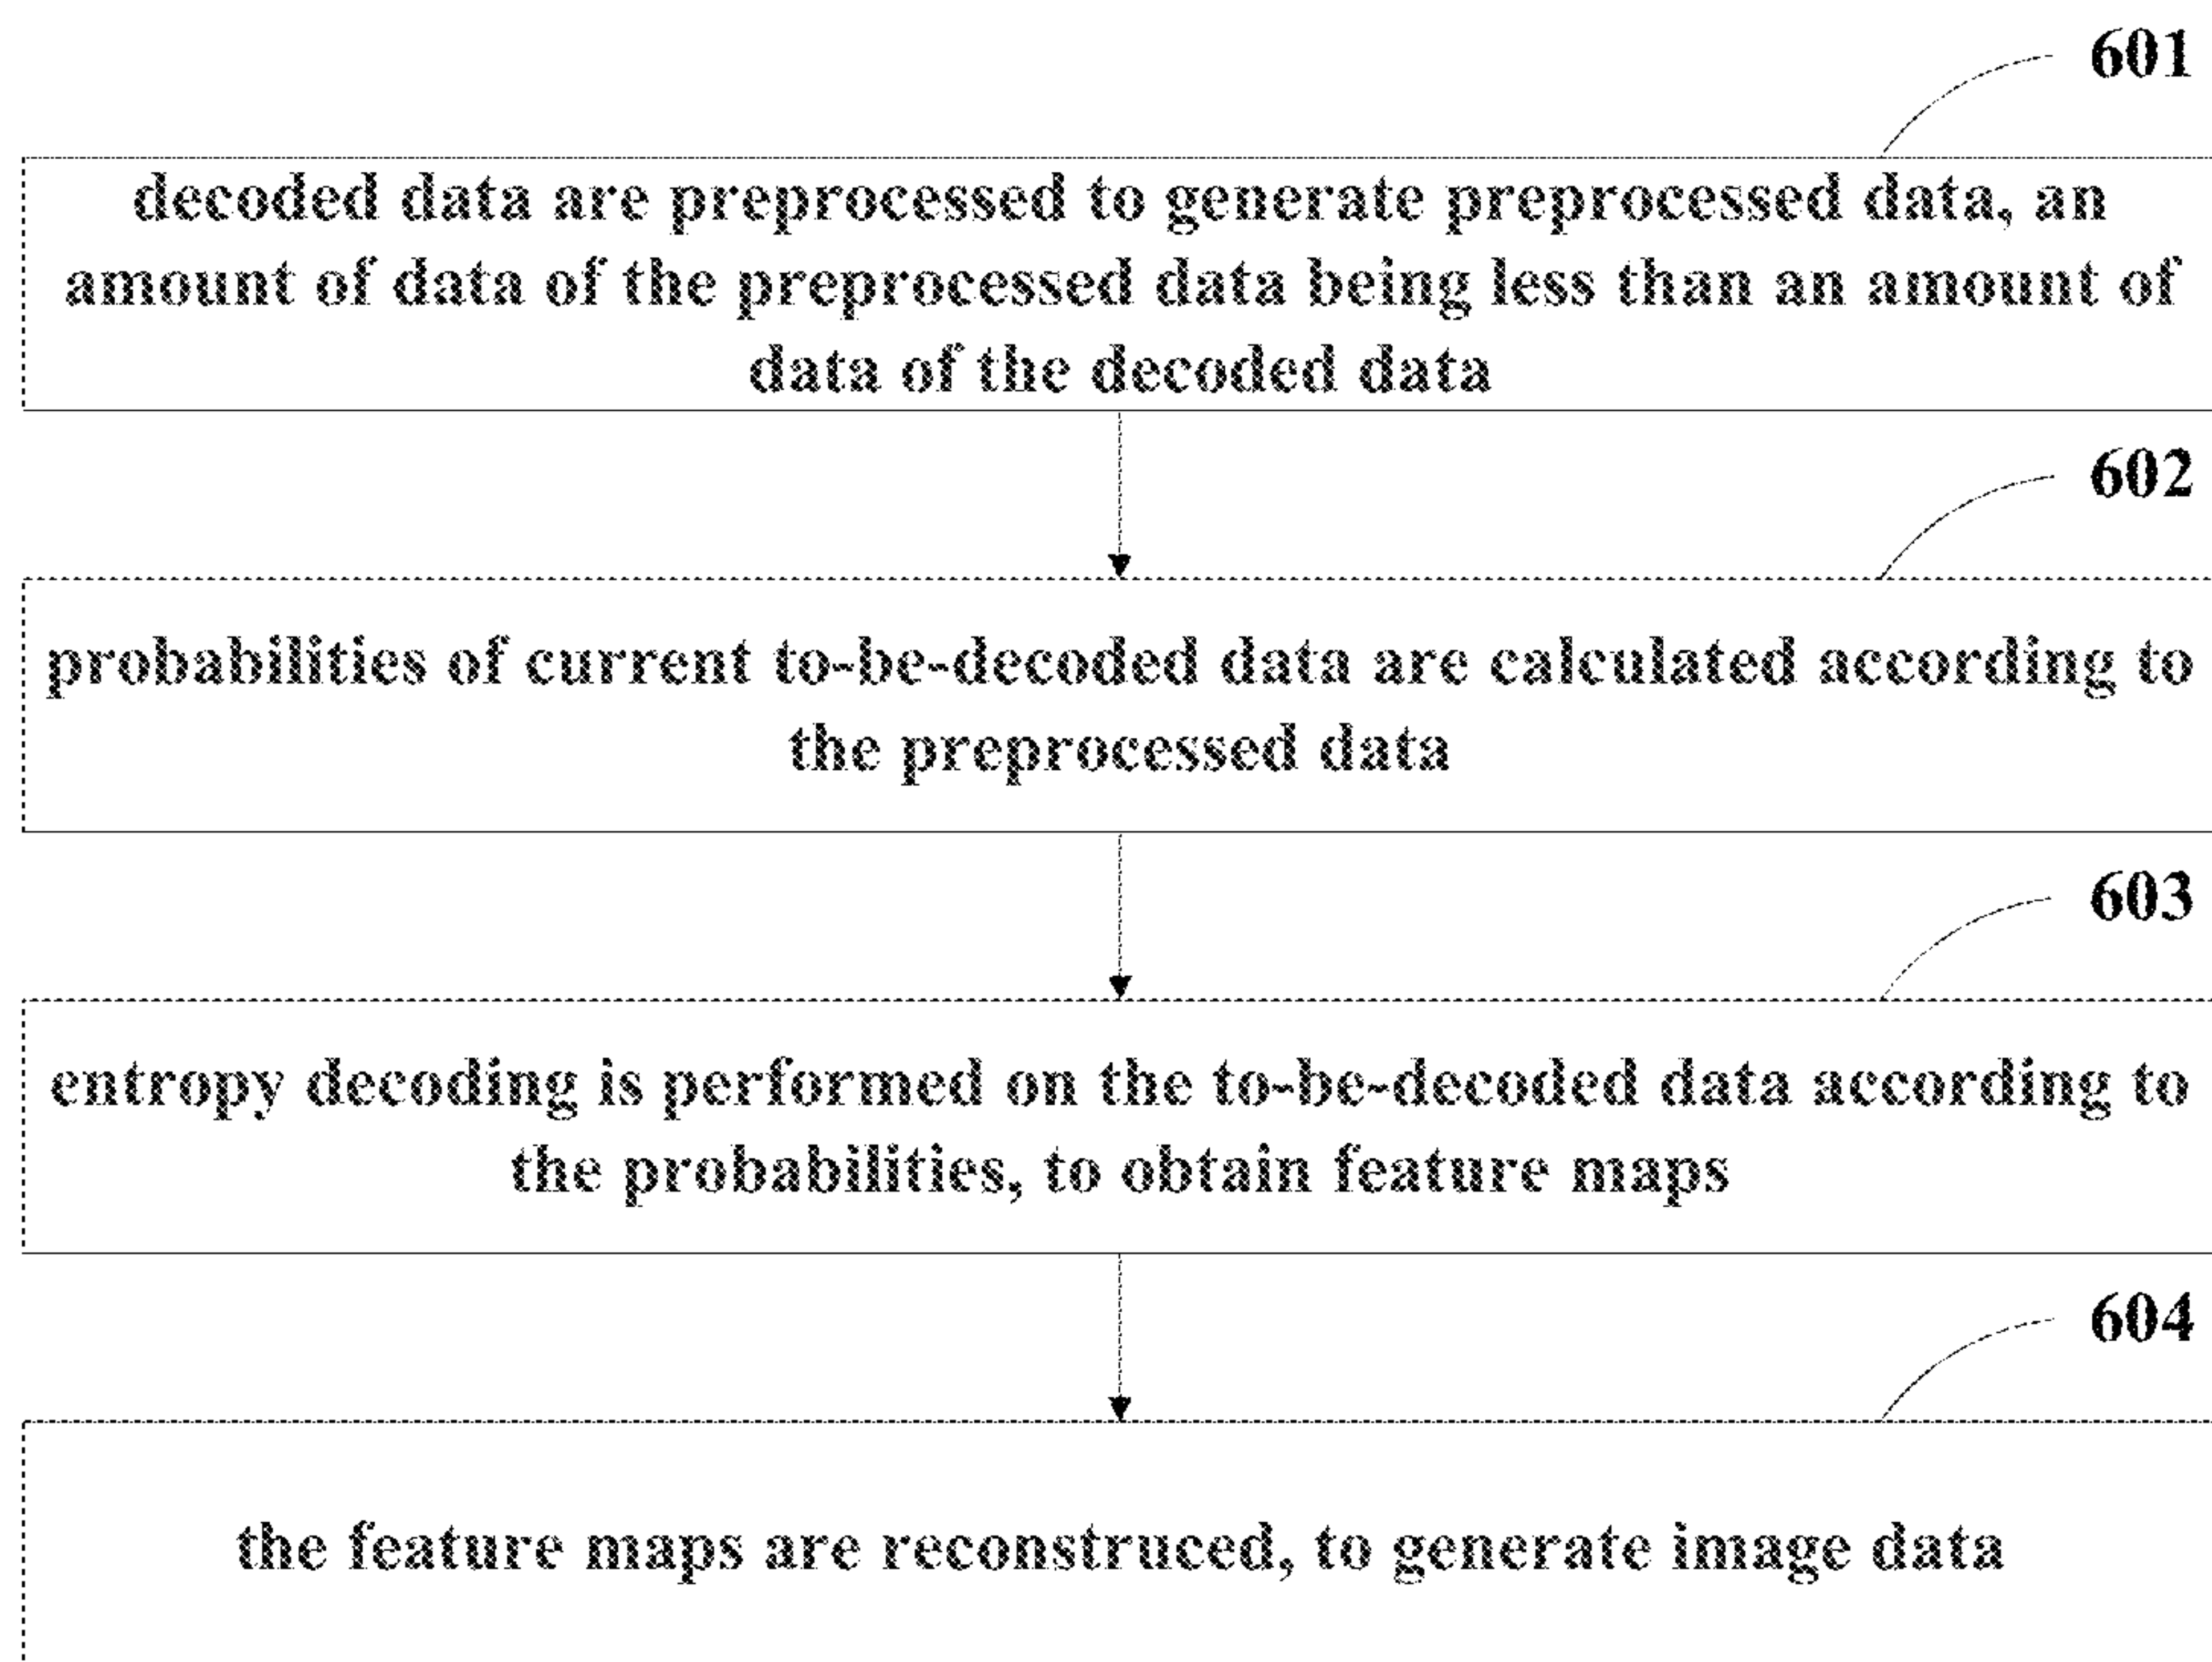 601
decoded data are preprocessed to generate preprocessed data, an
amount of data of the preprocessed data being less than an amount of
data of the decoded data
602
probabilities of current to-be-decoded data are calculated according to
the preprocessed data
603
entropy decoding is performed on the to-be-decoded data according to
the probabilities, to obtain feature maps
604
the feature maps are reconstruced, to generate image data